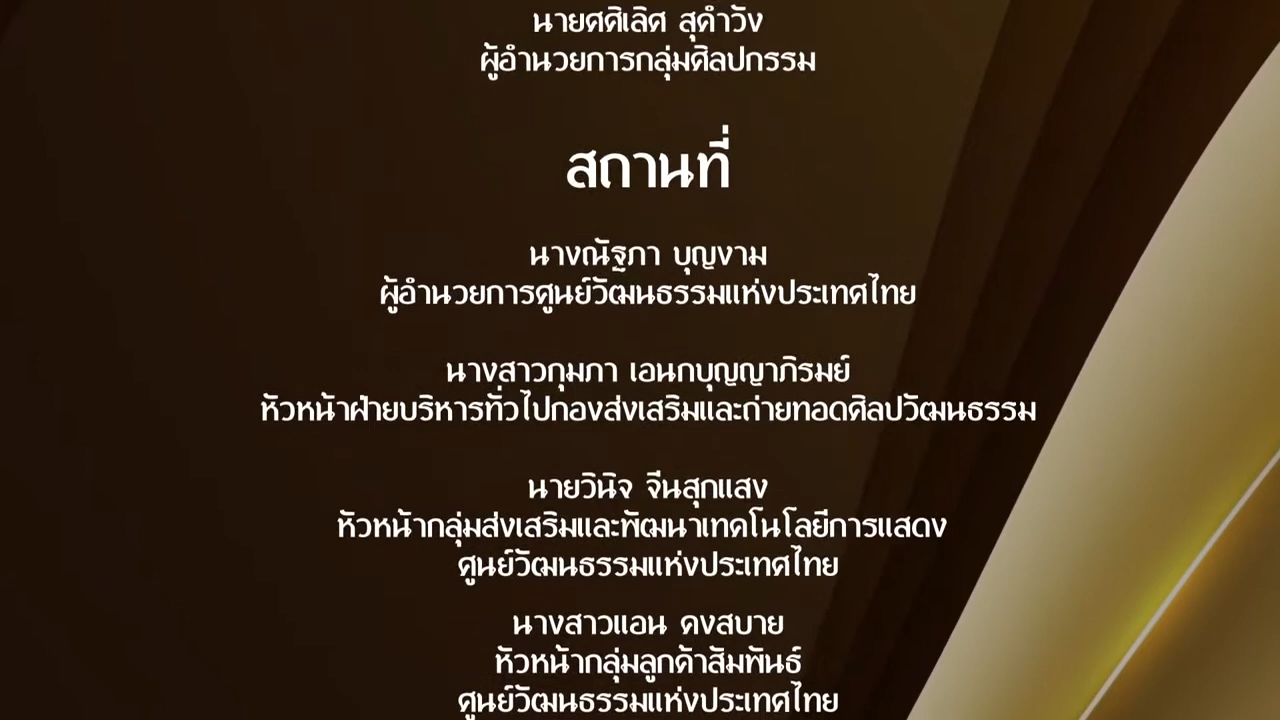 นายศศิเลิศ สุคำวัง
ผู้อำนวยการกลุ่มศิลปกรรม
สถานที่
นางณัฐภา บุญงาม
ผู้อำนวยการศูนย์วัฒนธรรมแห่งประเทศไทย
นางสาวกุมภา เอนกบุญญาภิรมย์
หัวหน้าฝ่ายบริหารทั่วไปกองส่งเสริมและถ่ายทอดศิลปวัฒนธรรม
นายวินิจ จีนสุกแสง
หัวหน้ากลุ่มส่งเสริมและพัฒนาเทคโนโลยีการแสดง
ศูนย์วัฒนธรรมแห่งประเทศไทย
นางสาวแอน คงสบาย
หัวหน้ากลุ่มลูกค้าสัมพันธ์
ศูนย์วัฒนธรรมแห่งประเทศไทย